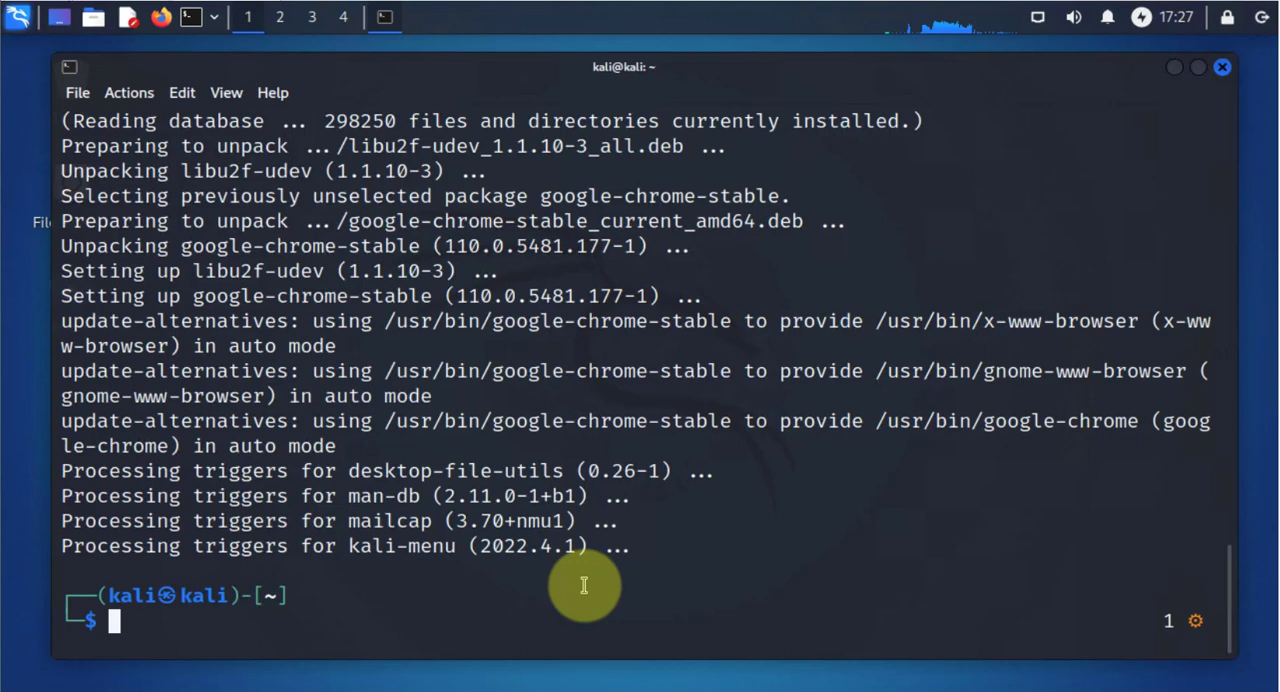 1 2 3 4 17:27
kali@kali: ~
File Actions Edit View Help
(Reading database ... 298250 files and directories currently installed.)
Preparing to unpack .../libu2f-udev_1.1.10-3_all.deb ...
Unpacking libu2f-udev (1.1.10-3) ...
Selecting previously unselected package google-chrome-stable.
Preparing to unpack .../google-chrome-stable_current_amd64.deb ...
Unpacking google-chrome-stable (110.0.5481.177-1) ...
Setting up libu2f-udev (1.1.10-3) ...
Setting up google-chrome-stable (110.0.5481.177-1) ...
update-alternatives: using /usr/bin/google-chrome-stable to provide /usr/bin/x-www-browser (x-ww
w-browser) in auto mode
update-alternatives: using /usr/bin/google-chrome-stable to provide /usr/bin/gnome-www-browser (
gnome-www-browser) in auto mode
update-alternatives: using /usr/bin/google-chrome-stable to provide /usr/bin/google-chrome (goog
le-chrome) in auto mode
Processing triggers for desktop-file-utils (0.26-1) ...
Processing triggers for man-db (2.11.0-1+b1) ...
Processing triggers for mailcap (3.70+nmu1) ...
Processing triggers for kali-menu (2022.4.1) ...
┌──(kali㉿kali)-[~]
└─$ 1 ⚙